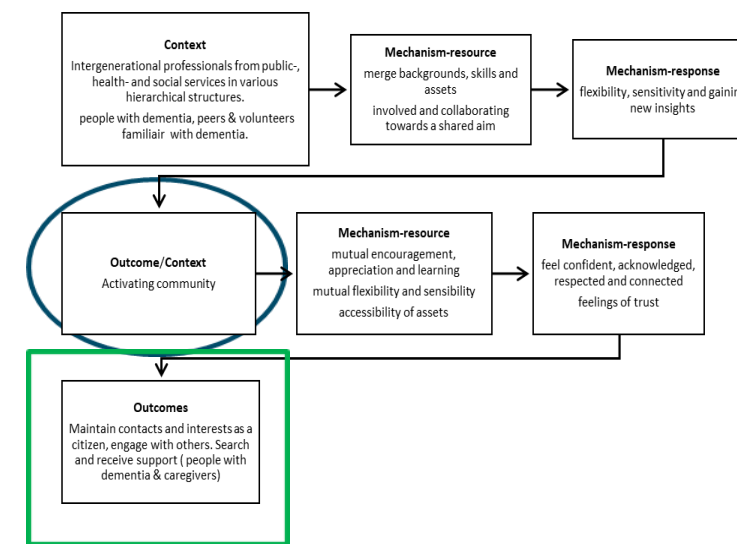 Context
Intergenerational professionals from public-,
health- and social services in various
hierarchical structures.
people with dementia, peers & volunteers
familiair with dementia.
Mechanism-resource
merge backgrounds, skills and
assets
involved and collaborating
towards a shared aim
Mechanism-response
flexibility, sensitivity and gainin
new insights
Outcome/Context
Activating community
Mechanism-resource
mutual encouragement,
appreciation and learning
mutual flexibility and sensibility
accessibility of assets
Mechanism-response
feel confident, acknowledged,
respected and connected
feelings of trust
Outcomes
Maintain contacts and interests as a
citizen, engage with others. Search
and receive support ( people with
dementia & caregivers)